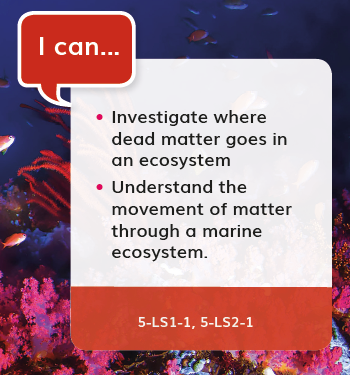 I can...
• Investigate where
dead matter goes in
an ecosystem
• Understand the
movement of matter
through a marine
ecosystem.
5-LS1-1, 5-LS2-1